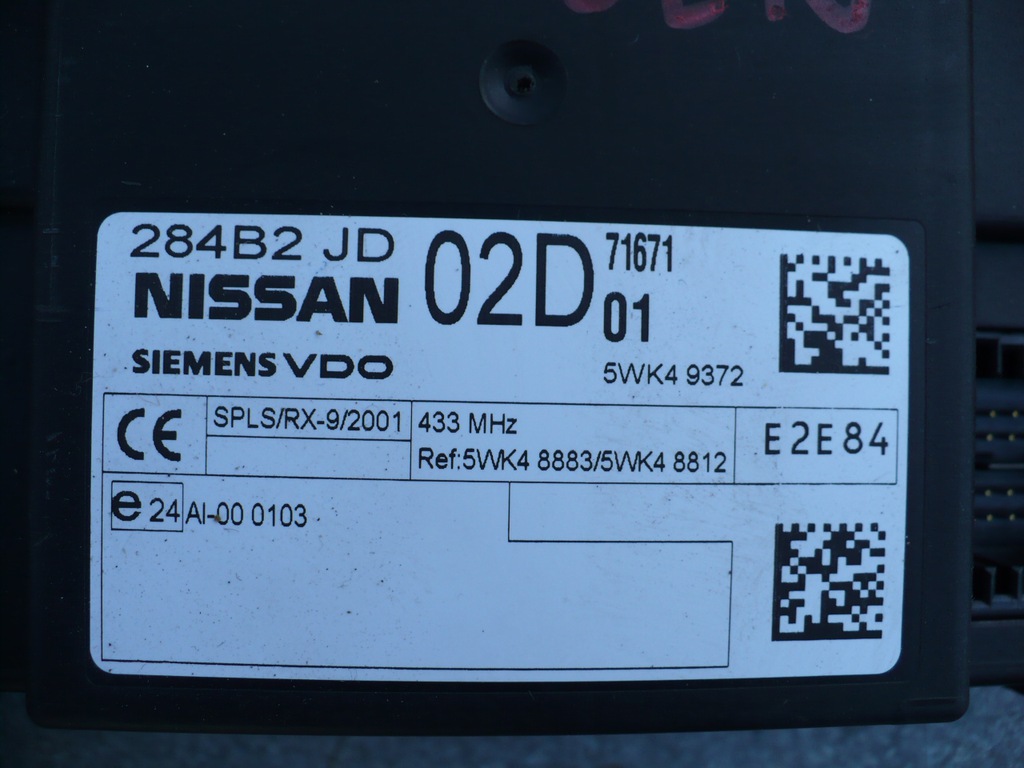 284B2 JD 02D 71671
NISSAN 01
SIEMENS VDO 5WK4 9372
CE SPLS/RX-9/2001 433 MHz E2E84
Ref:5WK4 8883/5WK4 8812
e 24 AI-00 0103